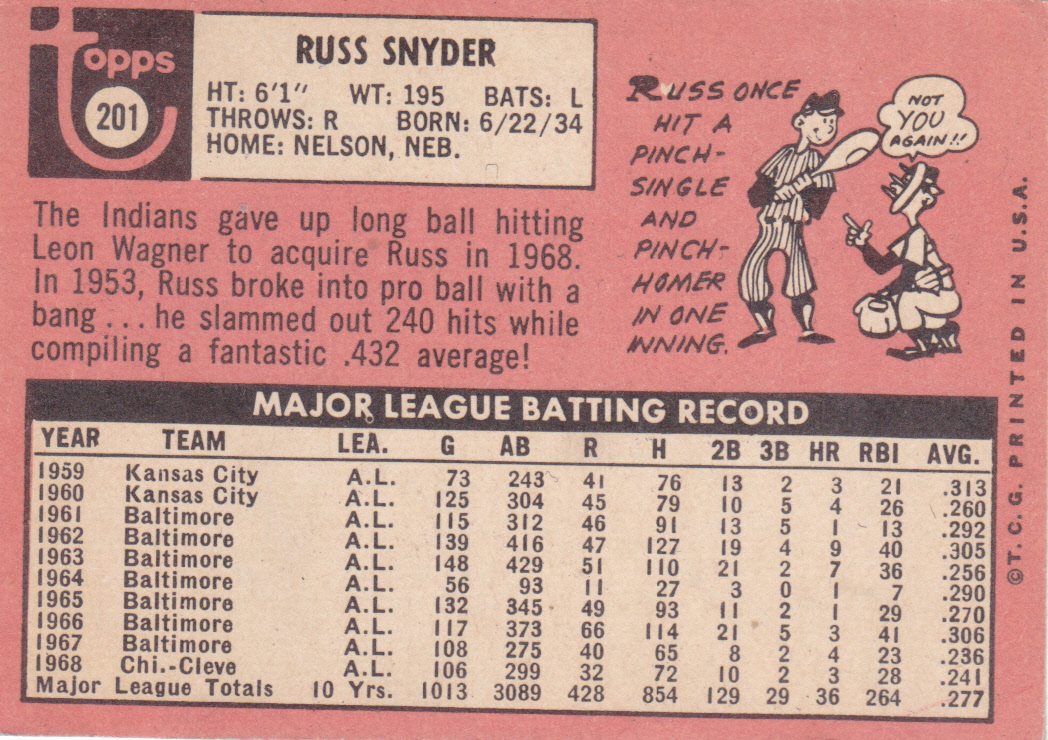 Topps
201
RUSS SNYDER
HT: 6'1" WT: 195 BATS: L
THROWS: R BORN: 6/22/34
HOME: NELSON, NEB.
The Indians gave up long ball hitting
Leon Wagner to acquire Russ in 1968.
In 1953, Russ broke into pro ball with a
bang...he slammed out 240 hits while
compiling a fantastic .432 average!
RUSS ONCE
HIT A
PINCH-
SINGLE
AND
PINCH-
HOMER
IN ONE
INNING.
NOT
YOU
AGAIN!!
MAJOR LEAGUE BATTING RECORD
YEAR TEAM LEA. G AB R H 2B 3B HR RBI AVG.
1959 Kansas City A.L. 73 243 41 76 13 2 3 21 .313
1960 Kansas City A.L. 125 304 45 79 10 5 4 26 .260
1961 Baltimore A.L. 115 312 46 91 13 5 1 13 .292
1962 Baltimore A.L. 139 416 47 127 19 4 9 40 .305
1963 Baltimore A.L. 148 429 51 110 21 2 7 36 .256
1964 Baltimore A.L. 56 93 11 27 3 0 1 7 .290
1965 Baltimore A.L. 132 345 49 93 11 2 1 29 .270
1966 Baltimore A.L. 117 373 66 114 21 5 3 41 .306
1967 Baltimore A.L. 108 275 40 65 8 2 4 23 .236
1968 Chi.-Cleve A.L. 106 299 32 72 10 2 3 28 .241
Major League Totals 10 Yrs. 1013 3089 428 854 129 29 36 264 .277
©T.C.G. PRINTED IN U.S.A.